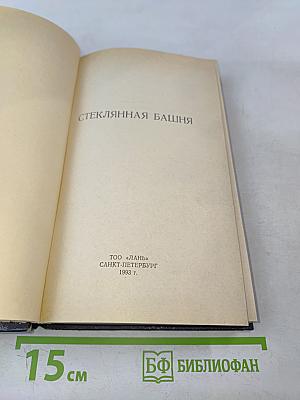 СТЕКЛЯННАЯ БАШНЯ
ТОО «ЛАНЬ»
САНКТ-ПЕТЕРБУРГ
1993 г.
15 см
БФ БИБЛИОФАН